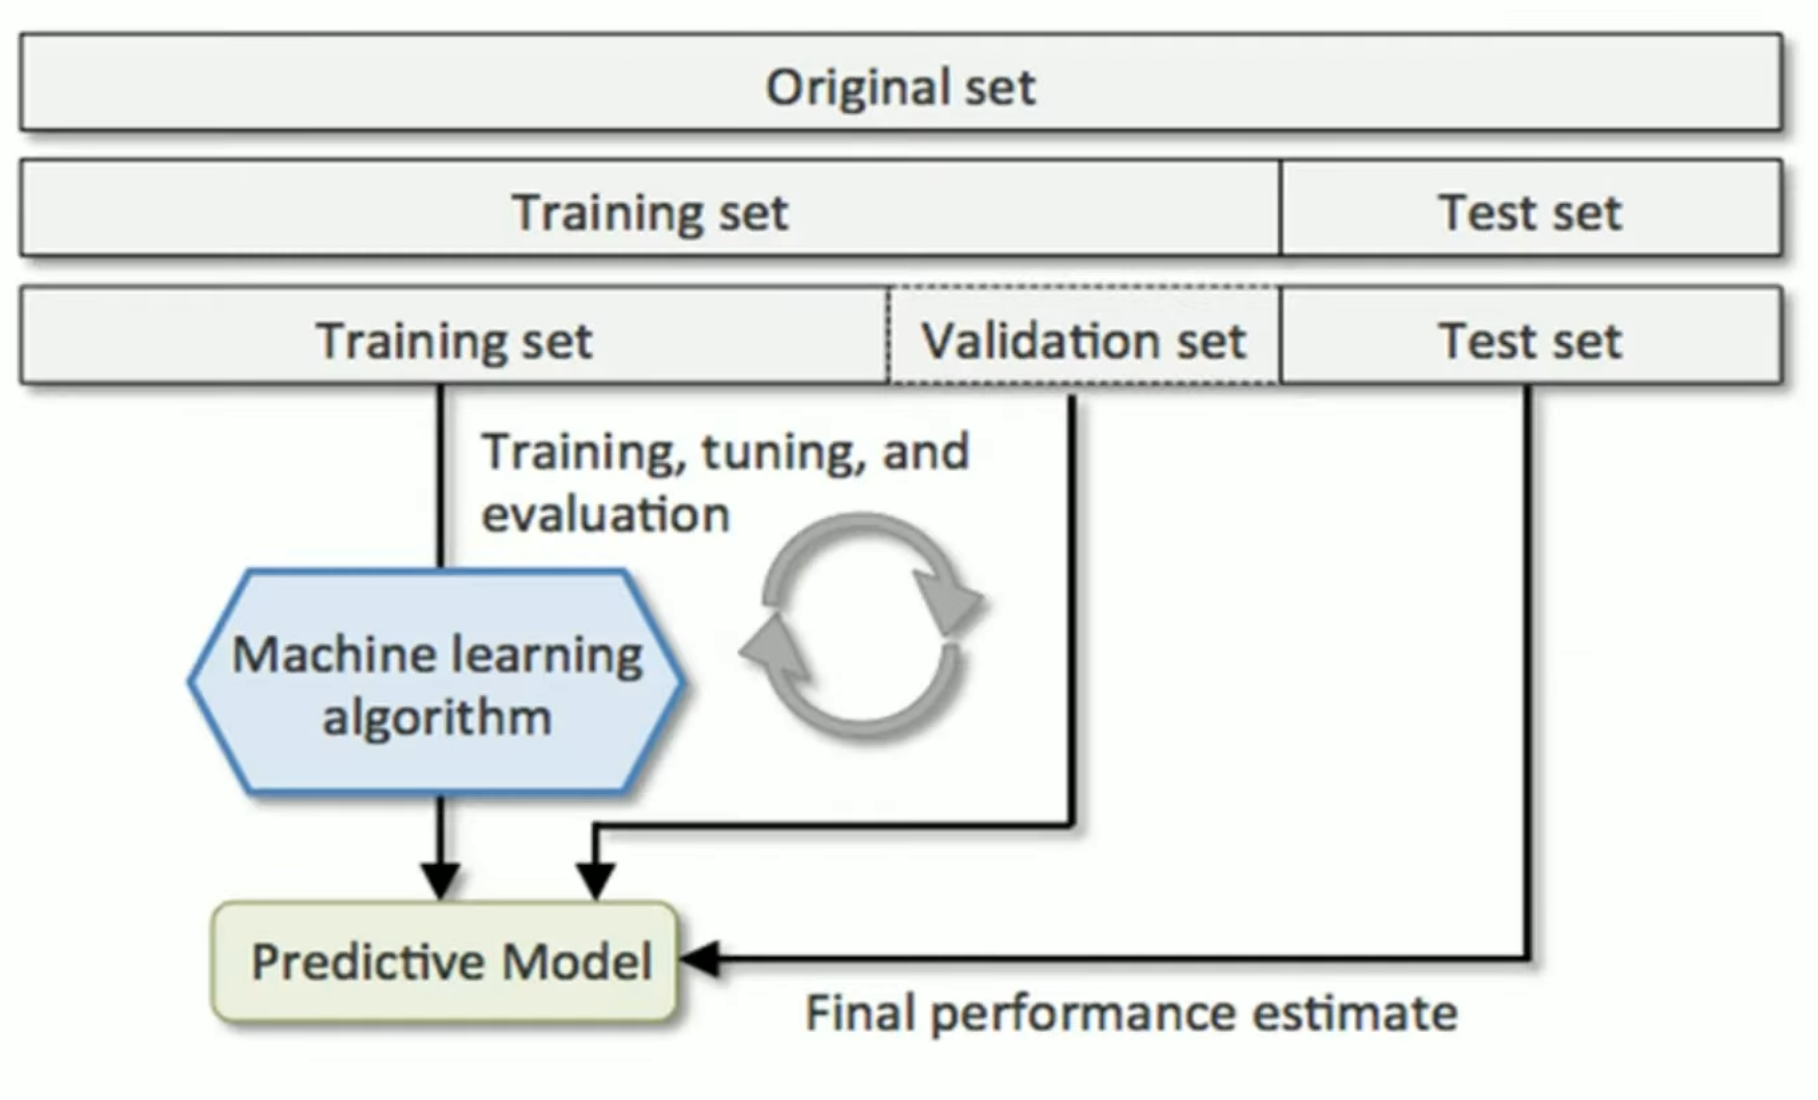 Original set
Training set
Test set
Training set
Validation set
Test set
Training, tuning, and
evaluation
Machine learning
algorithm
Predictive Model
Final performance estimate